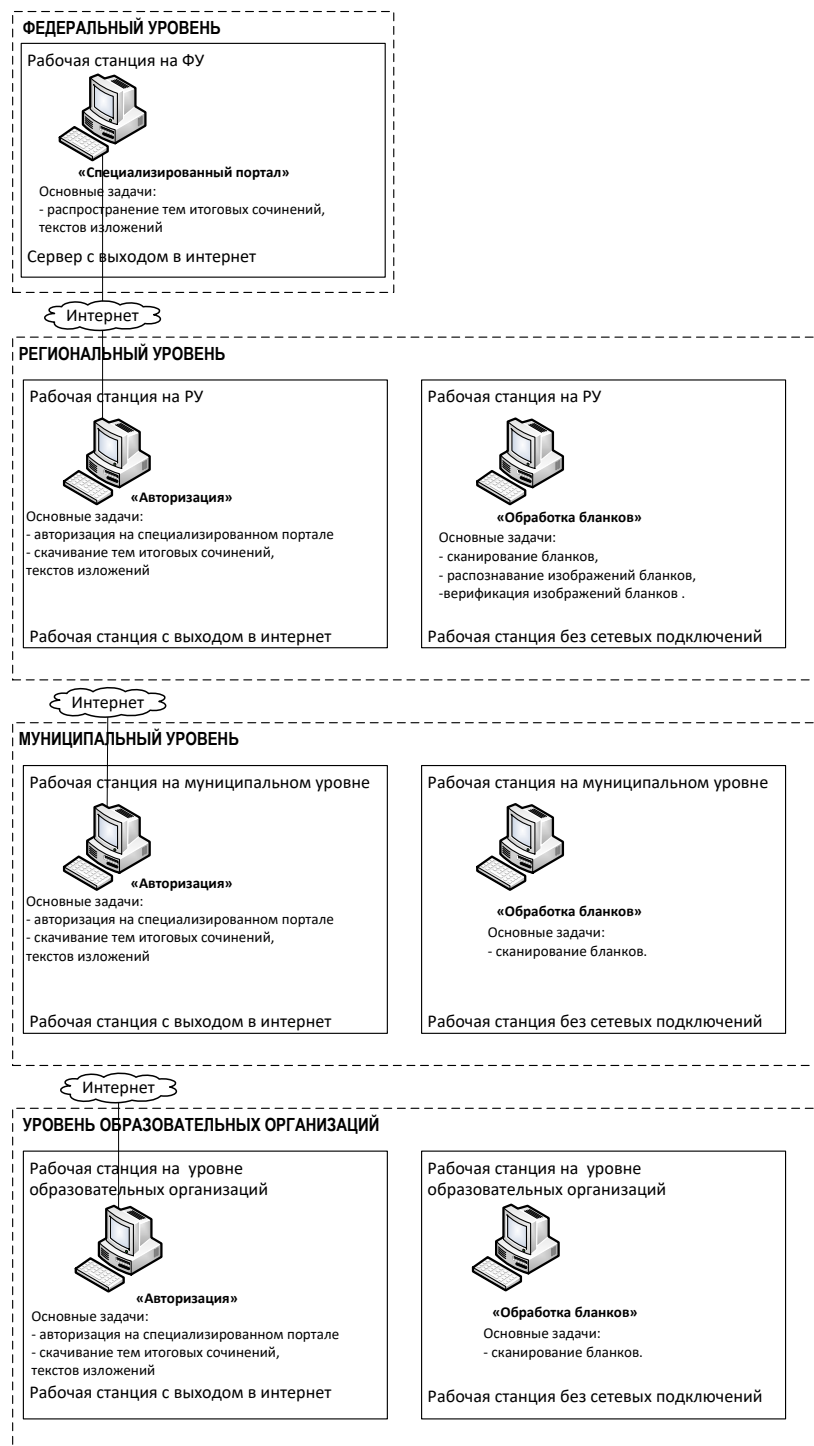 ФЕДЕРАЛЬНЫЙ УРОВЕНЬ
Рабочая станция на ФУ
«Специализированный портал»
Основные задачи:
- распространение тем итоговых сочинений,
текстов изложений
Сервер с выходом в интернет
Интернет
РЕГИОНАЛЬНЫЙ УРОВЕНЬ
Рабочая станция на РУ
«Авторизация»
Основные задачи:
- авторизация на специализированном портале
- скачивание тем итоговых сочинений,
текстов изложений
Рабочая станция с выходом в интернет
Рабочая станция на РУ
«Обработка бланков»
Основные задачи:
- сканирование бланков,
- распознавание изображений бланков,
-верификация изображений бланков .
Рабочая станция без сетевых подключений
Интернет
МУНИЦИПАЛЬНЫЙ УРОВЕНЬ
Рабочая станция на муниципальном уровне
«Авторизация»
Основные задачи:
- авторизация на специализированном портале
- скачивание тем итоговых сочинений,
текстов изложений
Рабочая станция с выходом в интернет
Рабочая станция на муниципальном уровне
«Обработка бланков»
Основные задачи:
- сканирование бланков.
Рабочая станция без сетевых подключений
Интернет
УРОВЕНЬ ОБРАЗОВАТЕЛЬНЫХ ОРГАНИЗАЦИЙ
Рабочая станция на уровне
образовательных организаций
«Авторизация»
Основные задачи:
- авторизация на специализированном портале
- скачивание тем итоговых сочинений,
текстов изложений
Рабочая станция с выходом в интернет
Рабочая станция на уровне
образовательных организаций
«Обработка бланков»
Основные задачи:
- сканирование бланков.
Рабочая станция без сетевых подключений